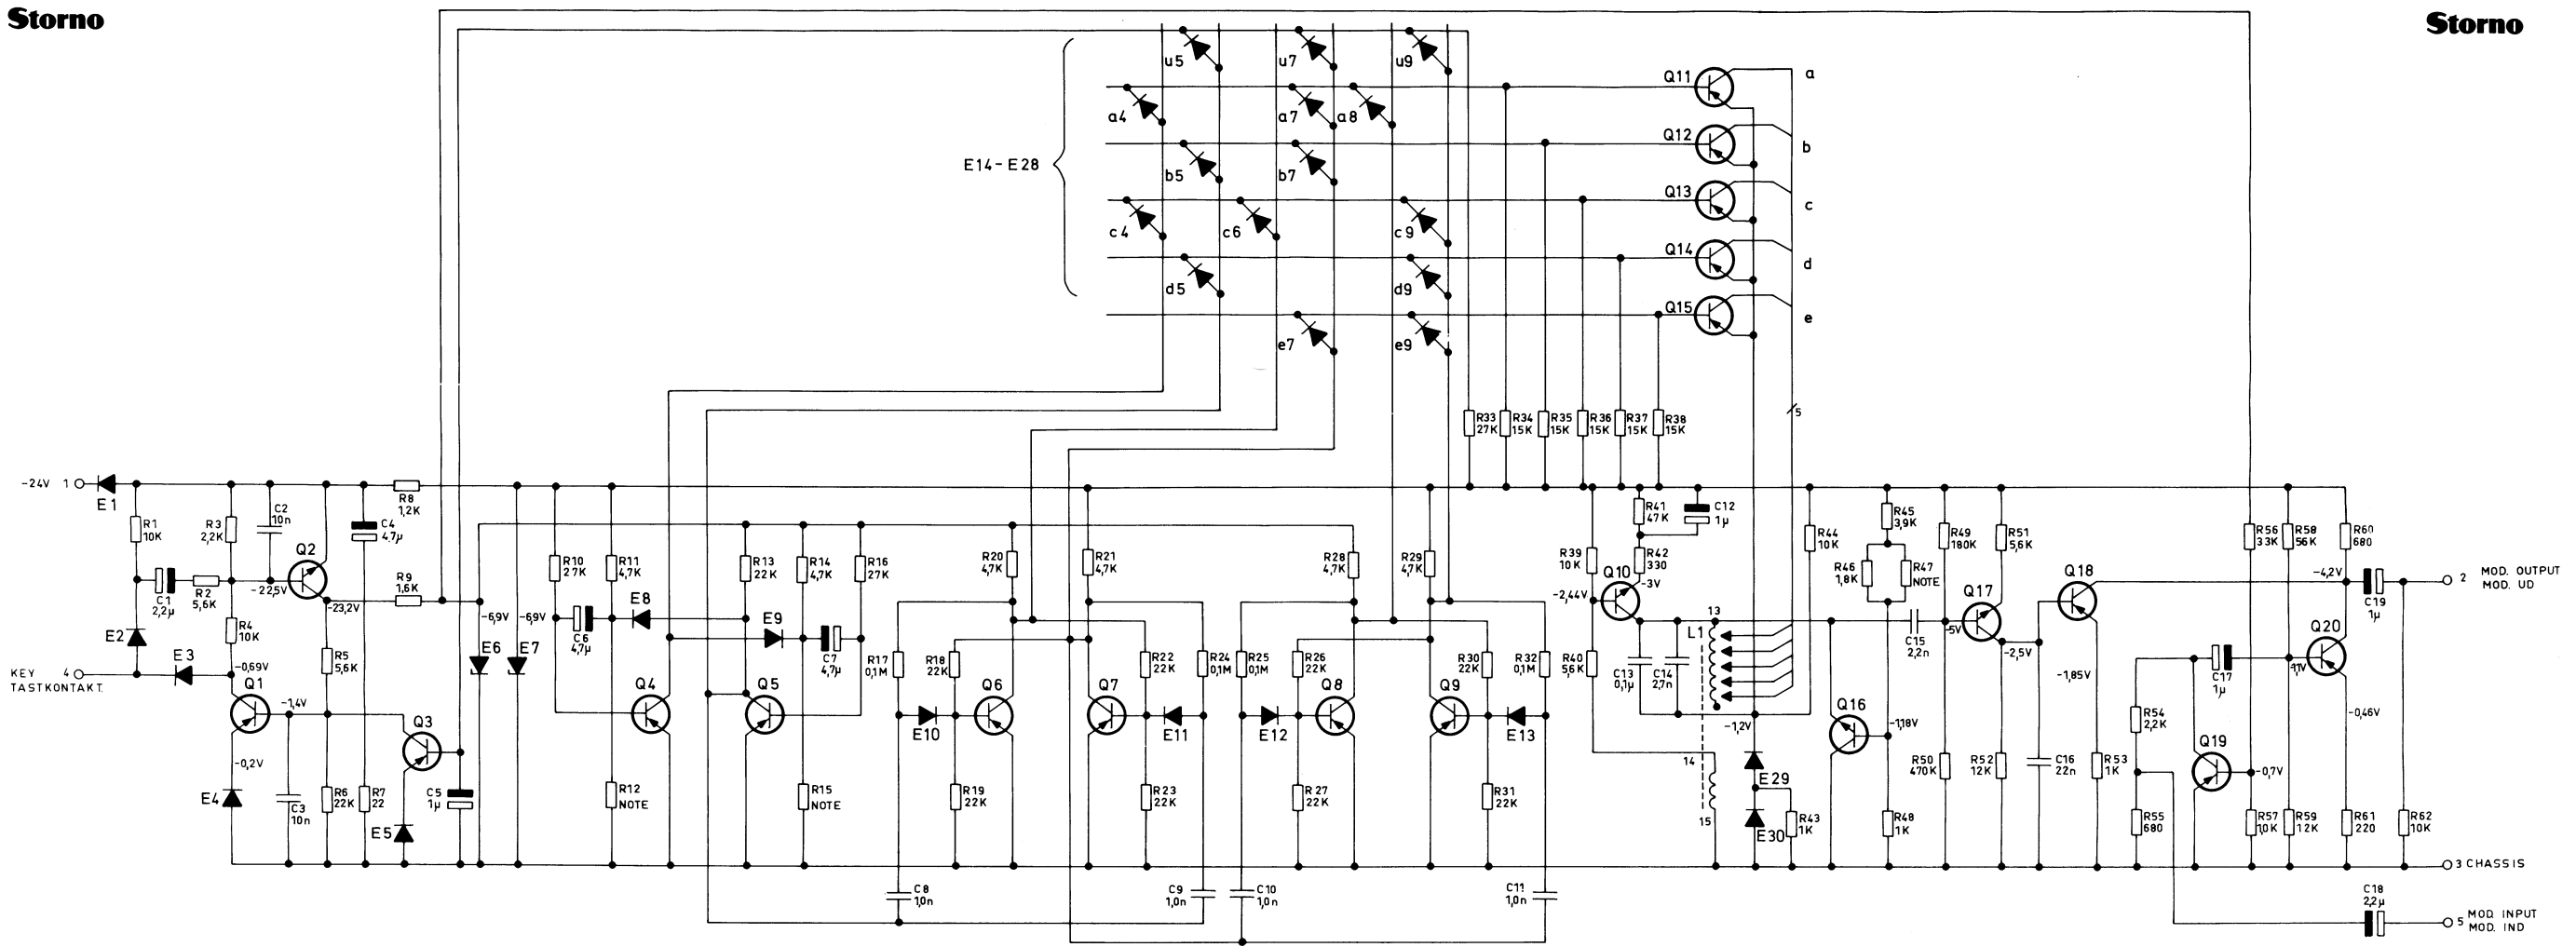 Storno
Storno
u5
u7
u9
Q11
a
a4
a7
a8
Q12
b
E14-E28
b5
b7
Q13
c
c4
c6
c9
Q14
d
d5
d9
Q15
e
e7
e9
5
R33
27K
R34
15K
R35
15K
R36
15K
R37
15K
R38
15K
-24V 1
E1
R1
10K
R3
2,2K
C2
10n
C4
4,7µ
R8
1,2K
Q2
C1
2,2µ
R2
5,6K
-22,5V
-23,2V
R9
1,6K
-6,9V
-6,9V
E6
E7
E2
R4
10K
R5
5,6K
KEY 4
TASTKONTAKT.
E3
-0,69V
Q1
-1,4V
Q3
-0,2V
E4
C3
10n
R6
22K
R7
22
E5
C5
1µ
R10
27K
R11
4,7K
C6
4,7µ
E8
R13
22K
R14
4,7K
R16
27K
E9
C7
4,7µ
Q4
Q5
R12
NOTE
R15
NOTE
R17
0,1M
R18
22K
R20
4,7K
R21
4,7K
R22
22K
R24
0,1M
Q6
Q7
E10
E11
R19
22K
R23
22K
C8
1,0n
C9
1,0n
R25
0,1M
R26
22K
R28
4,7K
R29
4,7K
R30
22K
R32
0,1M
Q8
Q9
E12
E13
R27
22K
R31
22K
C10
1,0n
C11
1,0n
R39
10K
R41
47K
C12
1µ
R42
330
Q10
-3V
-2,44V
R40
5,6K
C13
0,1µ
C14
2,7n
L1
13
14
15
-1,2V
E29
E30
R43
1K
R44
10K
R45
3,9K
R46
1,8K
R47
NOTE
Q16
-1,18V
R48
1K
C15
2,2n
R49
180K
-5V
Q17
R51
5,6K
-2,5V
R50
470K
R52
12K
C16
22n
Q18
-1,85V
R53
1K
R54
2,2K
R55
680
C17
1µ
Q19
-0,7V
R56
33K
R57
10K
R58
56K
R59
12K
-1,1V
R60
680
-4,2V
Q20
-0,46V
R61
220
R62
10K
C19
1µ
2 MOD. OUTPUT
MOD. UD
3 CHASSIS
C18
2,2µ
5 MOD. INPUT
MOD. IND